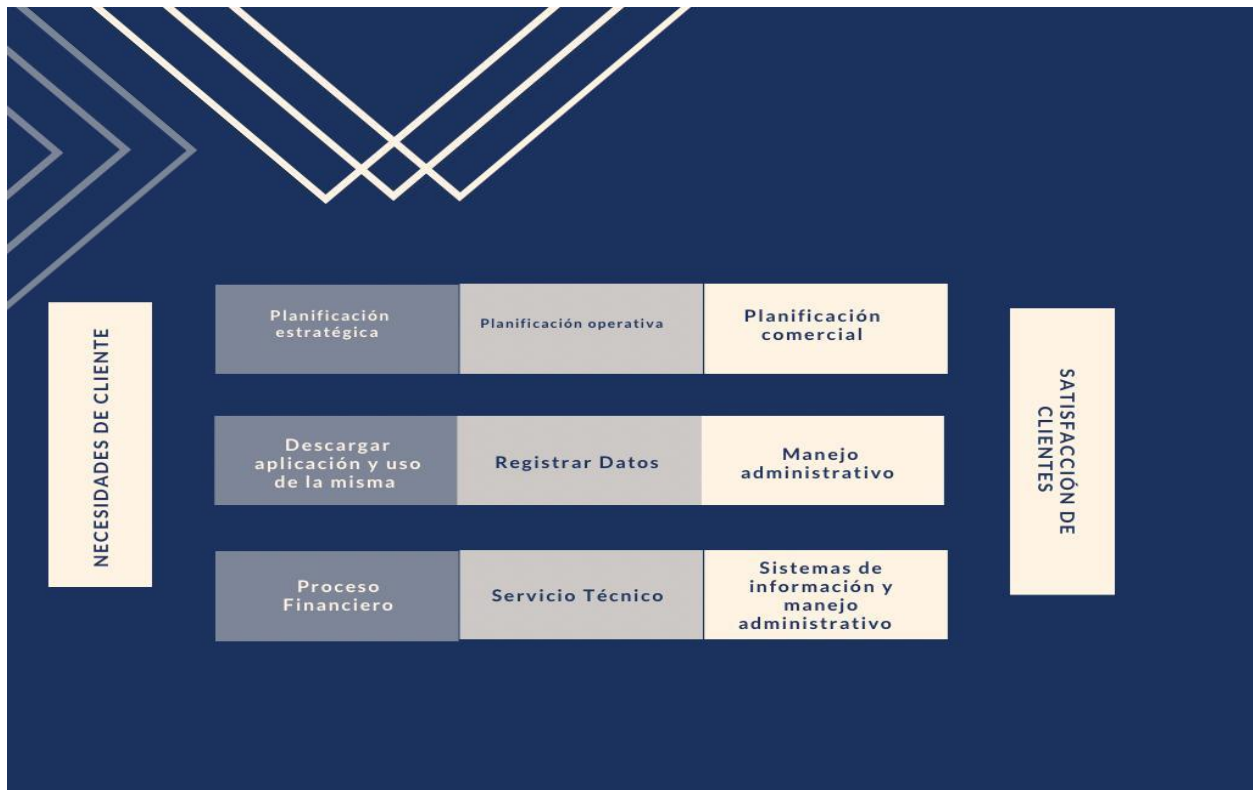 NECESIDADES DE CLIENTE
Planificación
estratégica
Planificación operativa
Planificación
comercial
Descargar
aplicación y uso
de la misma
Registrar Datos
Manejo
administrativo
Proceso
Financiero
Servicio Técnico
Sistemas de
información y
manejo
administrativo
SATISFACCIÓN DE
CLIENTES